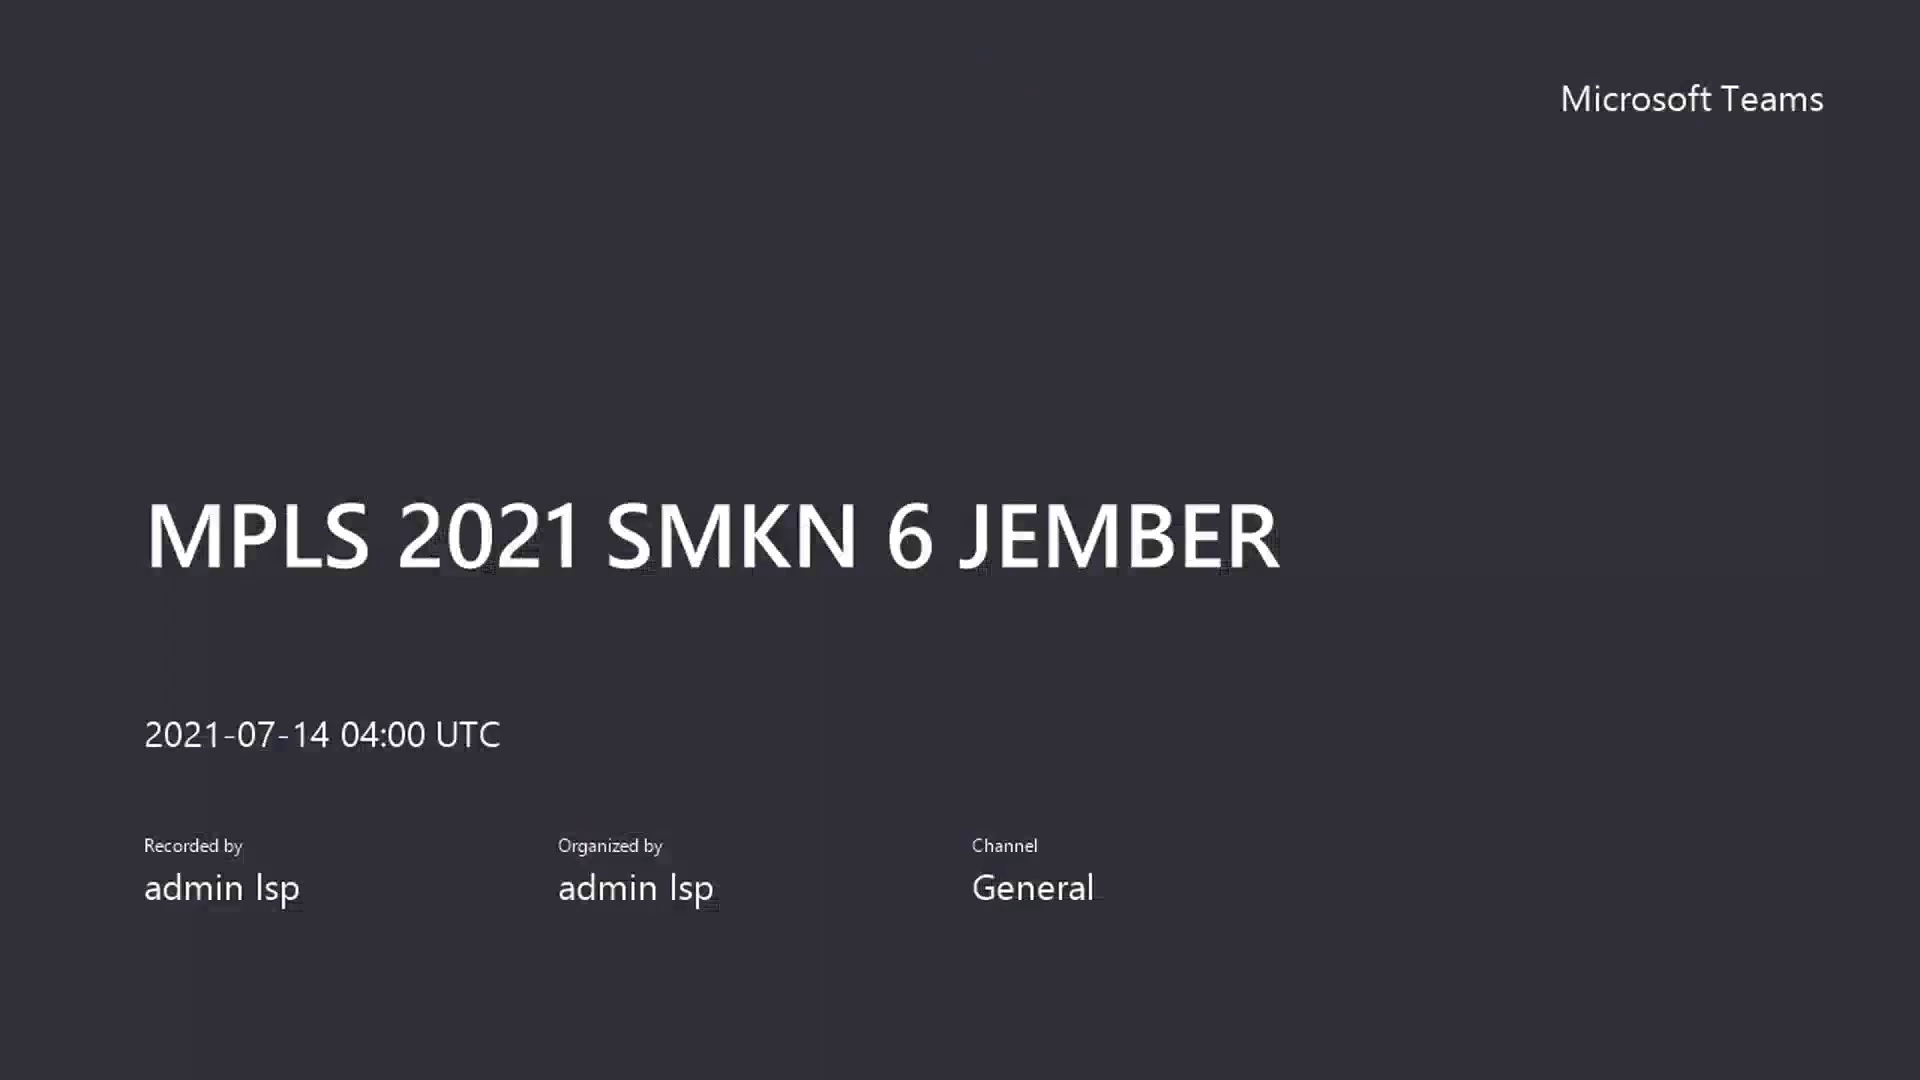 Microsoft Teams
MPLS 2021 SMKN 6 JEMBER
2021-07-14 04:00 UTC
Recorded by
admin lsp
Organized by
admin lsp
Channel
General